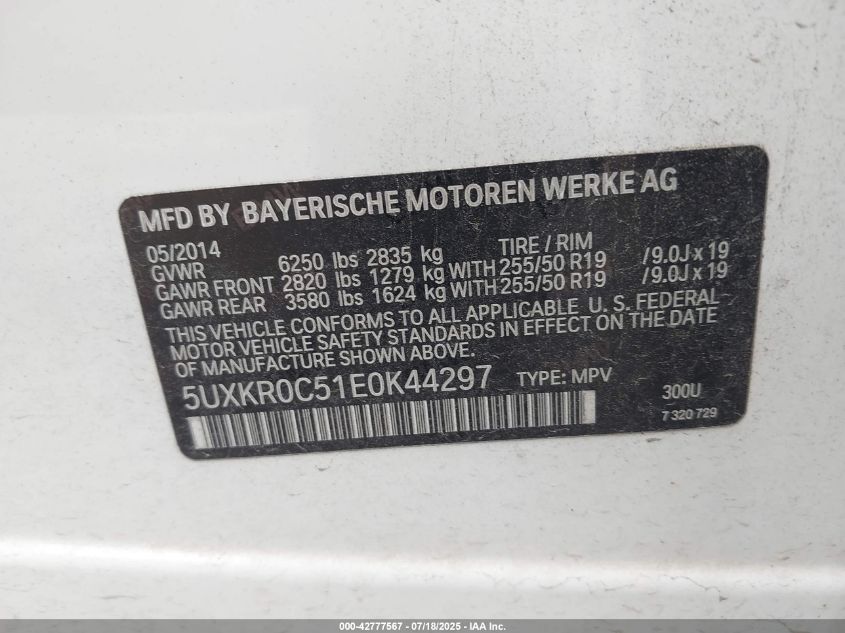 MFD BY BAYERISCHE MOTOREN WERKE AG
05/2014 TIRE / RIM
GVWR 6250 lbs 2835 kg
GAWR FRONT 2820 lbs 1279 kg WITH 255/50 R19 /9.0J x 19
GAWR REAR 3580 lbs 1624 kg WITH 255/50 R19 /9.0J x 19
THIS VEHICLE CONFORMS TO ALL APPLICABLE U. S. FEDERAL
MOTOR VEHICLE SAFETY STANDARDS IN EFFECT ON THE DATE
OF MANUFACTURE SHOWN ABOVE.
5UXKR0C51E0K44297 TYPE: MPV 300U
7 320 729
000-42777567 - 07/18/2025 - IAA Inc.